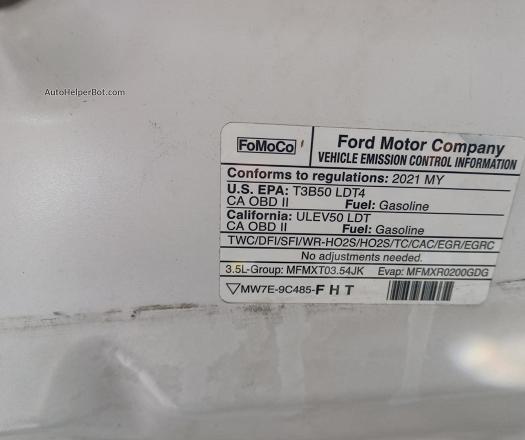 AutoHelperBot.com
FoMoCo
Ford Motor Company
VEHICLE EMISSION CONTROL INFORMATION
Conforms to regulations: 2021 MY
U.S. EPA: T3B50 LDT4
CA OBD II Fuel: Gasoline
California: ULEV50 LDT
CA OBD II Fuel: Gasoline
TWC/DFI/SFI/WR-HO2S/HO2S/TC/CAC/EGR/EGRC
No adjustments needed.
3.5L-Group: MFMXT03.54JK Evap: MFMXR0200GDG
MW7E-9C485-F H T